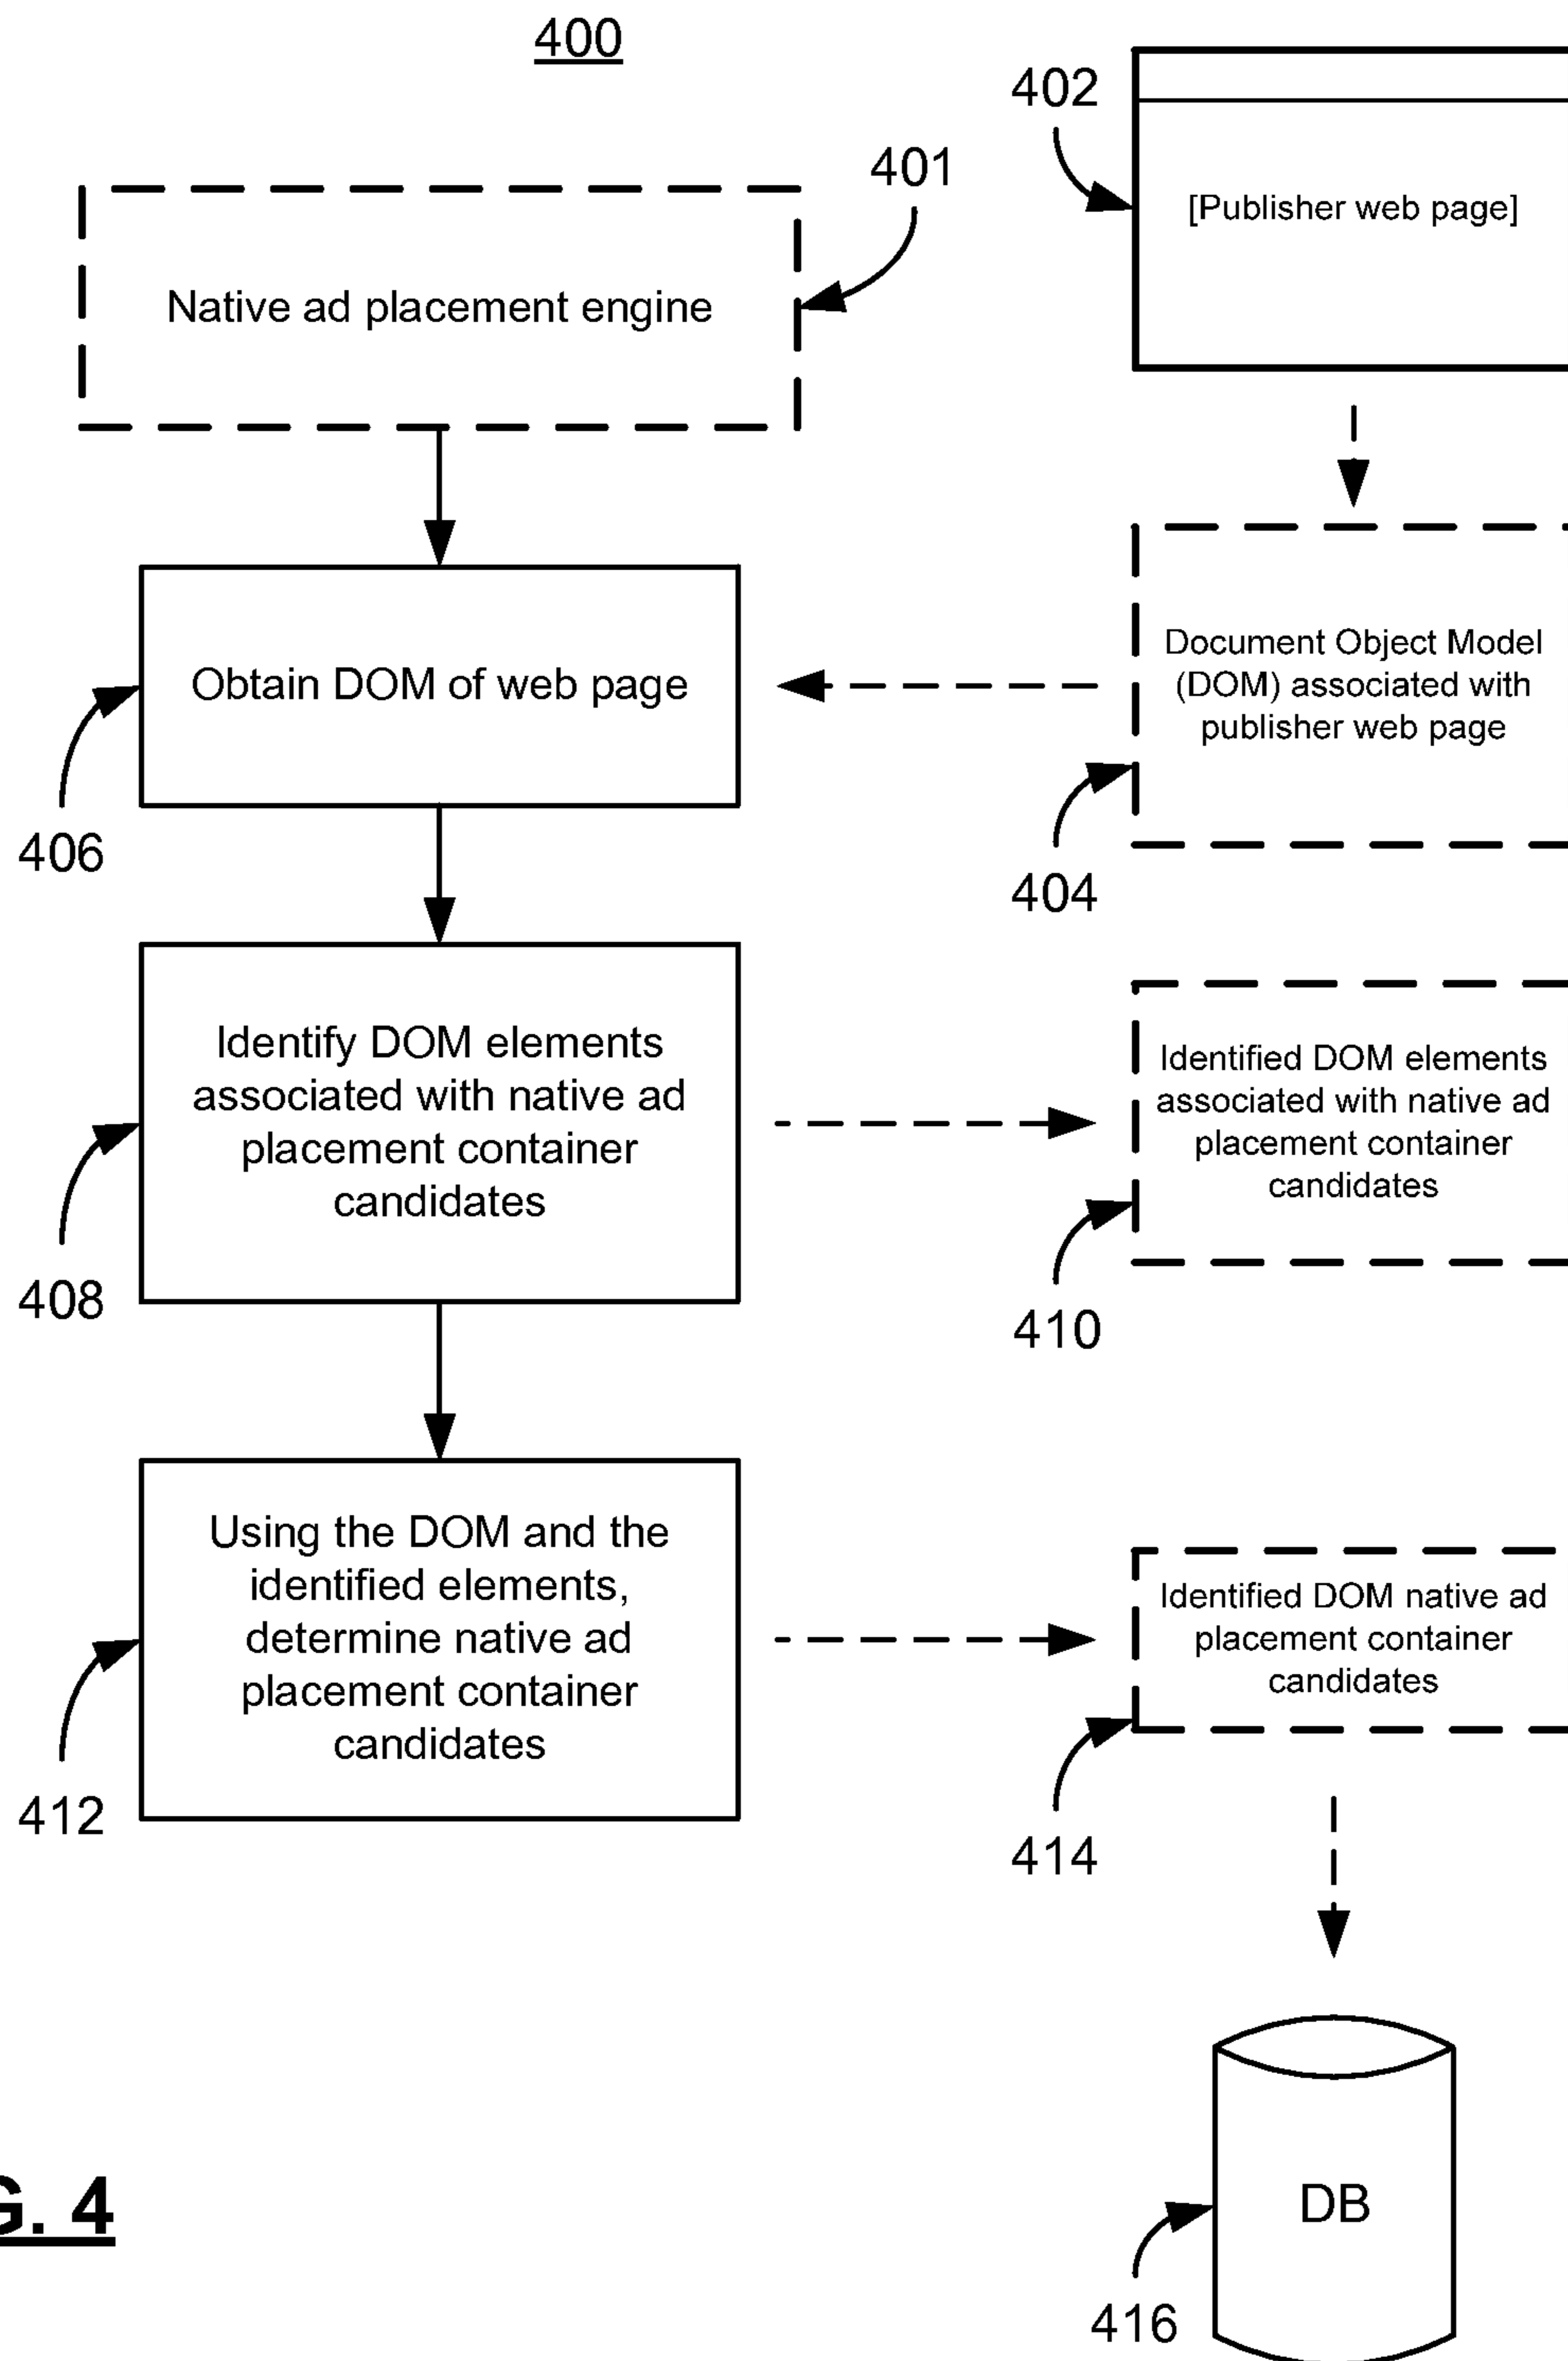 400
402
401
[Publisher web page]
Native ad placement engine
Obtain DOM of web page
406
Document Object Model
(DOM) associated with
publisher web page
404
Identify DOM elements
associated with native ad
placement container
candidates
408
Identified DOM elements
associated with native ad
placement container
candidates
410
Using the DOM and the
identified elements,
determine native ad
placement container
candidates
412
Identified DOM native ad
placement container
candidates
414
DB
416
G. 4